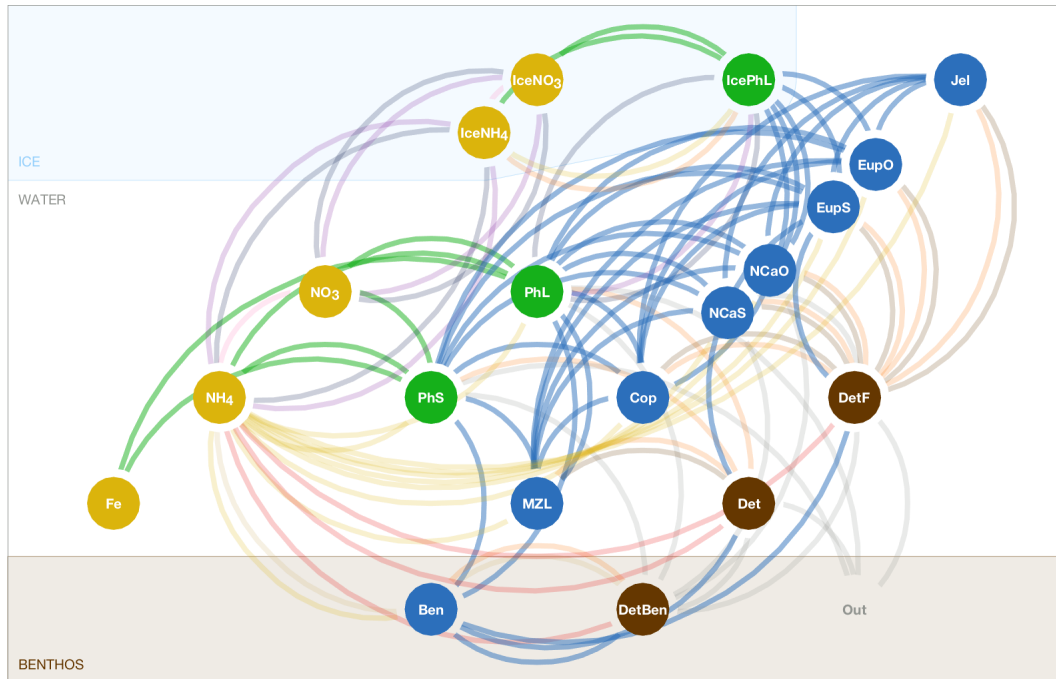 IceNO3
IcePhL
Jel
IceNH4
ICE
EupO
WATER
EupS
NCaO
NO3
PhL
NCaS
NH4
PhS
Cop
DetF
Fe
MZL
Det
Ben
DetBen
Out
BENTHOS